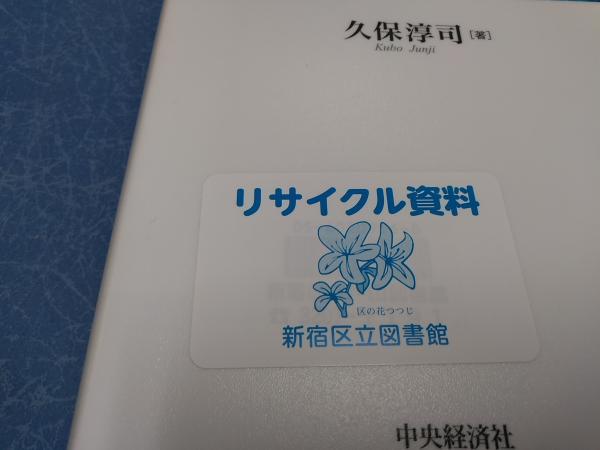 久保淳司[著]
Kubo Junji
リサイクル資料
区の花つつじ
新宿区立図書館
中央経済社